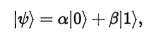 |ψ⟩ = α|0⟩ + β|1⟩,